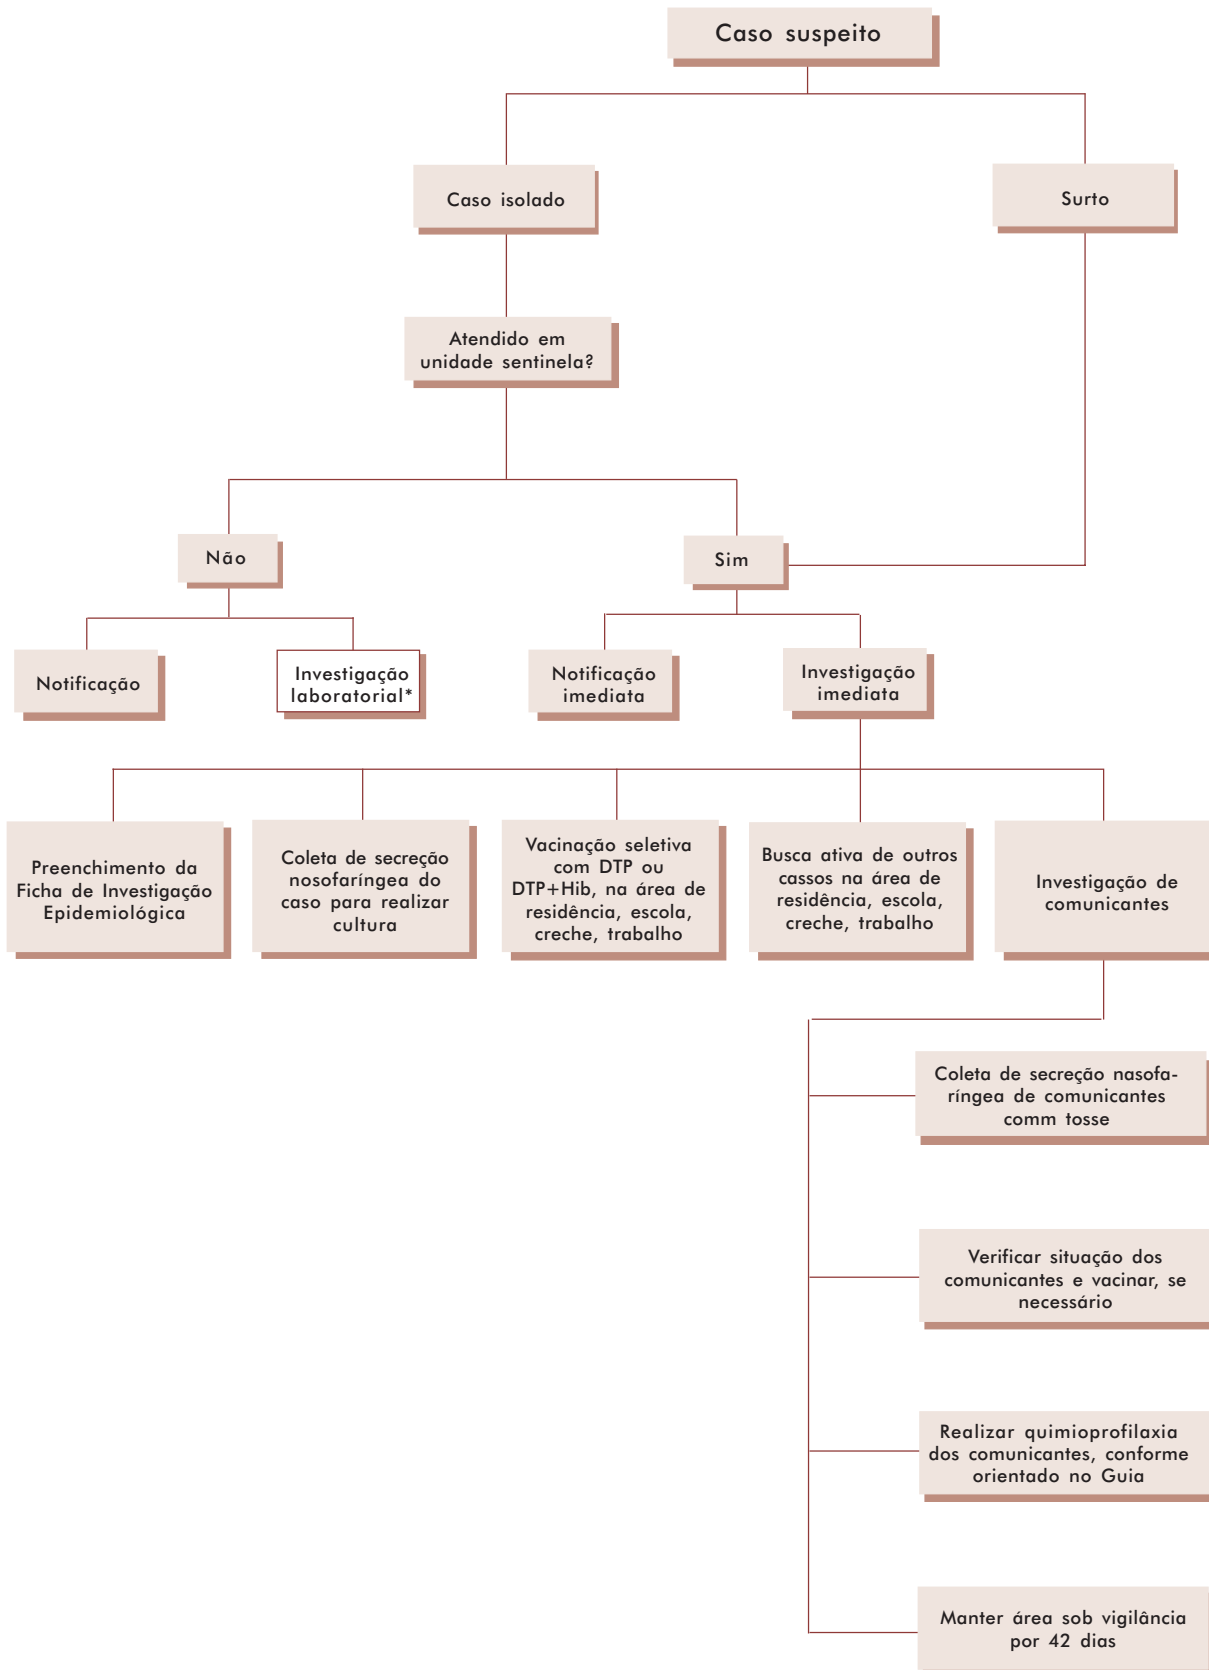 Caso suspeito
Caso isolado
Surto
Atendido em
unidade sentinela?
Não
Sim
Notificação
Investigação
laboratorial*
Notificação
imediata
Investigação
imediata
Preenchimento da
Ficha de Investigação
Epidemiológica
Coleta de secreção
nosofaríngea do
caso para realizar
cultura
Vacinação seletiva
com DTP ou
DTP+Hib, na área de
residência, escola,
creche, trabalho
Busca ativa de outros
cassos na área de
residência, escola,
creche, trabalho
Investigação de
comunicantes
Coleta de secreção nasofa-
ríngea de comunicantes
comm tosse
Verificar situação dos
comunicantes e vacinar, se
necessário
Realizar quimioprofilaxia
dos comunicantes, conforme
orientado no Guia
Manter área sob vigilância
por 42 dias